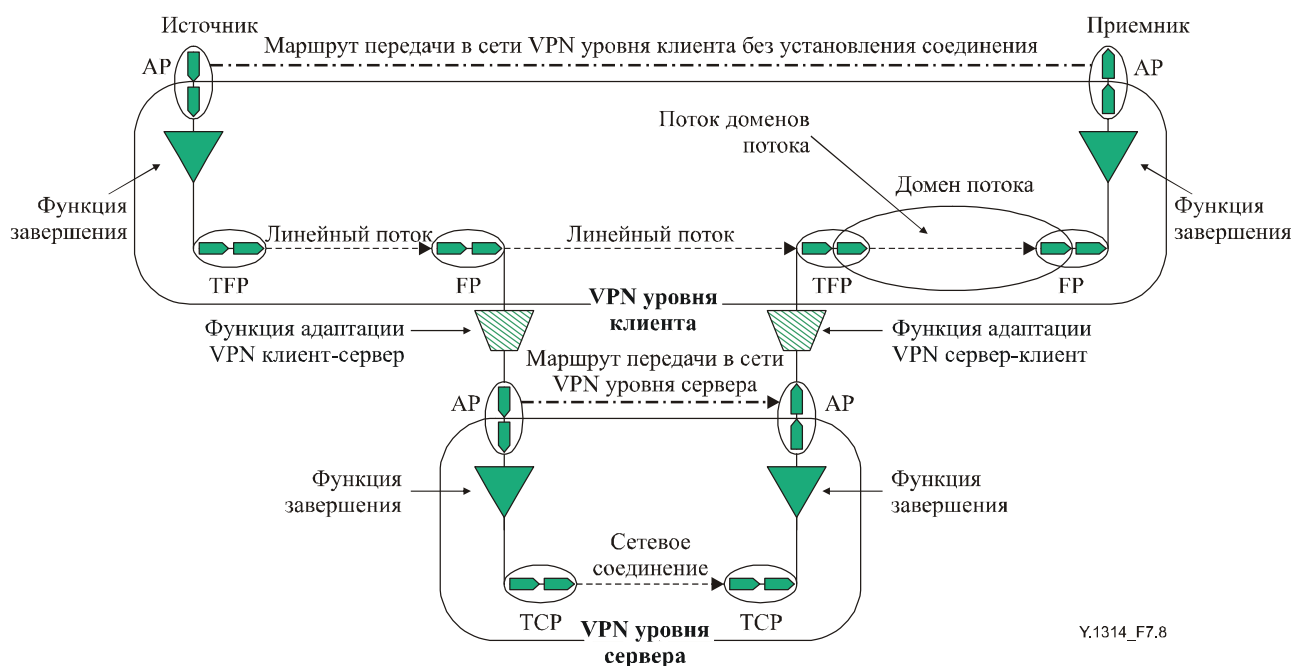 Источник
Приемник
Маршрут передачи в сети VPN уровня клиента без установления соединения
AP
AP
Поток доменов
потока
Домен потока
Функция
завершения
Функция
завершения
Линейный поток
Линейный поток
TFP
FP
TFP
FP
VPN уровня
клиента
Функция адаптации
VPN клиент-сервер
Функция адаптации
VPN сервер-клиент
Маршрут передачи в сети
VPN уровня сервера
AP
AP
Функция
завершения
Функция
завершения
Сетевое
соединение
TCP
TCP
VPN уровня
сервера
Y.1314_F7.8